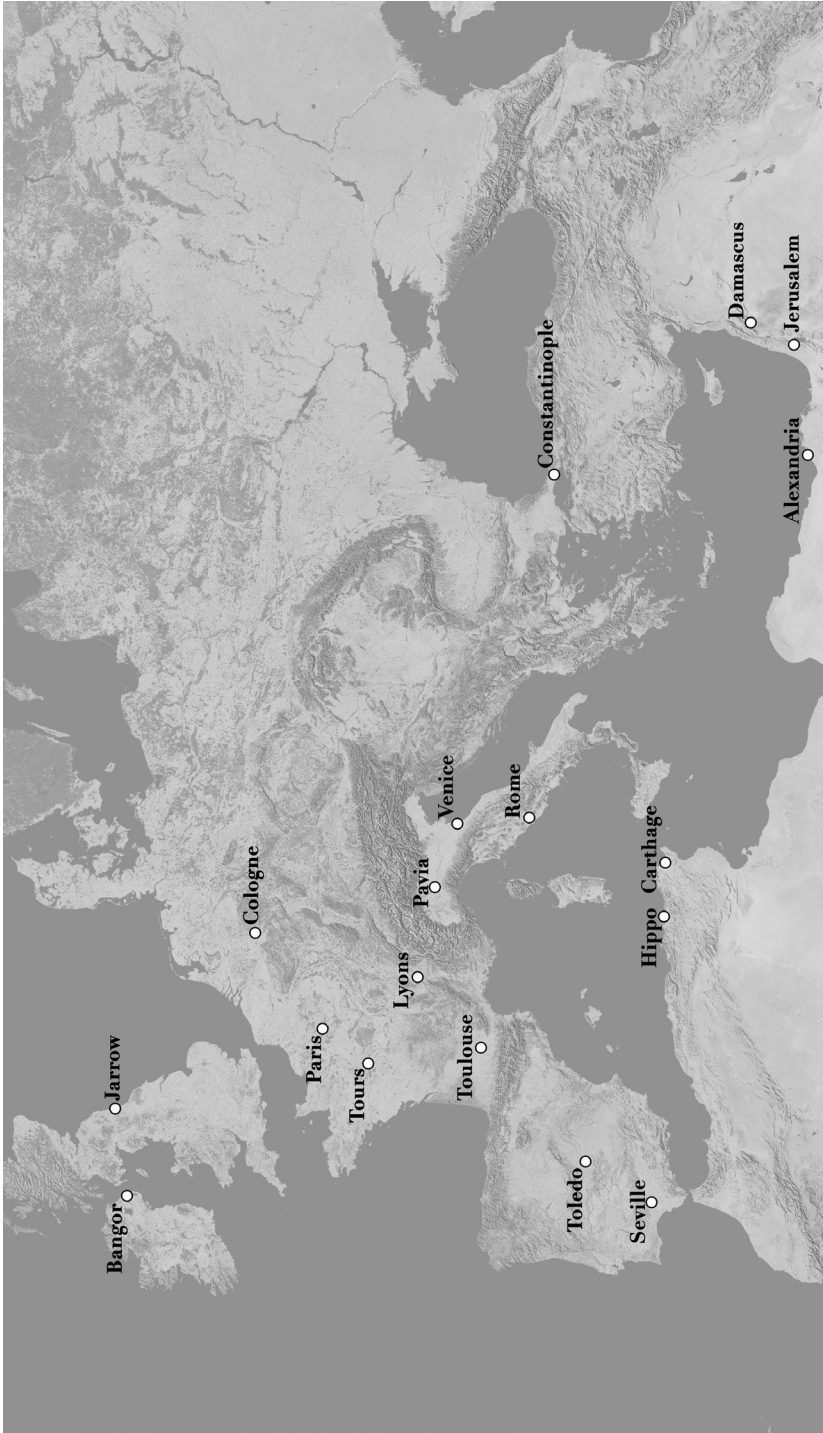 Jarrow
Bangor
Cologne
Paris
Tours
Lyons
Pavia
Venice
Toulouse
Rome
Constantinople
Toledo
Seville
Hippo
Carthage
Damascus
Jerusalem
Alexandria